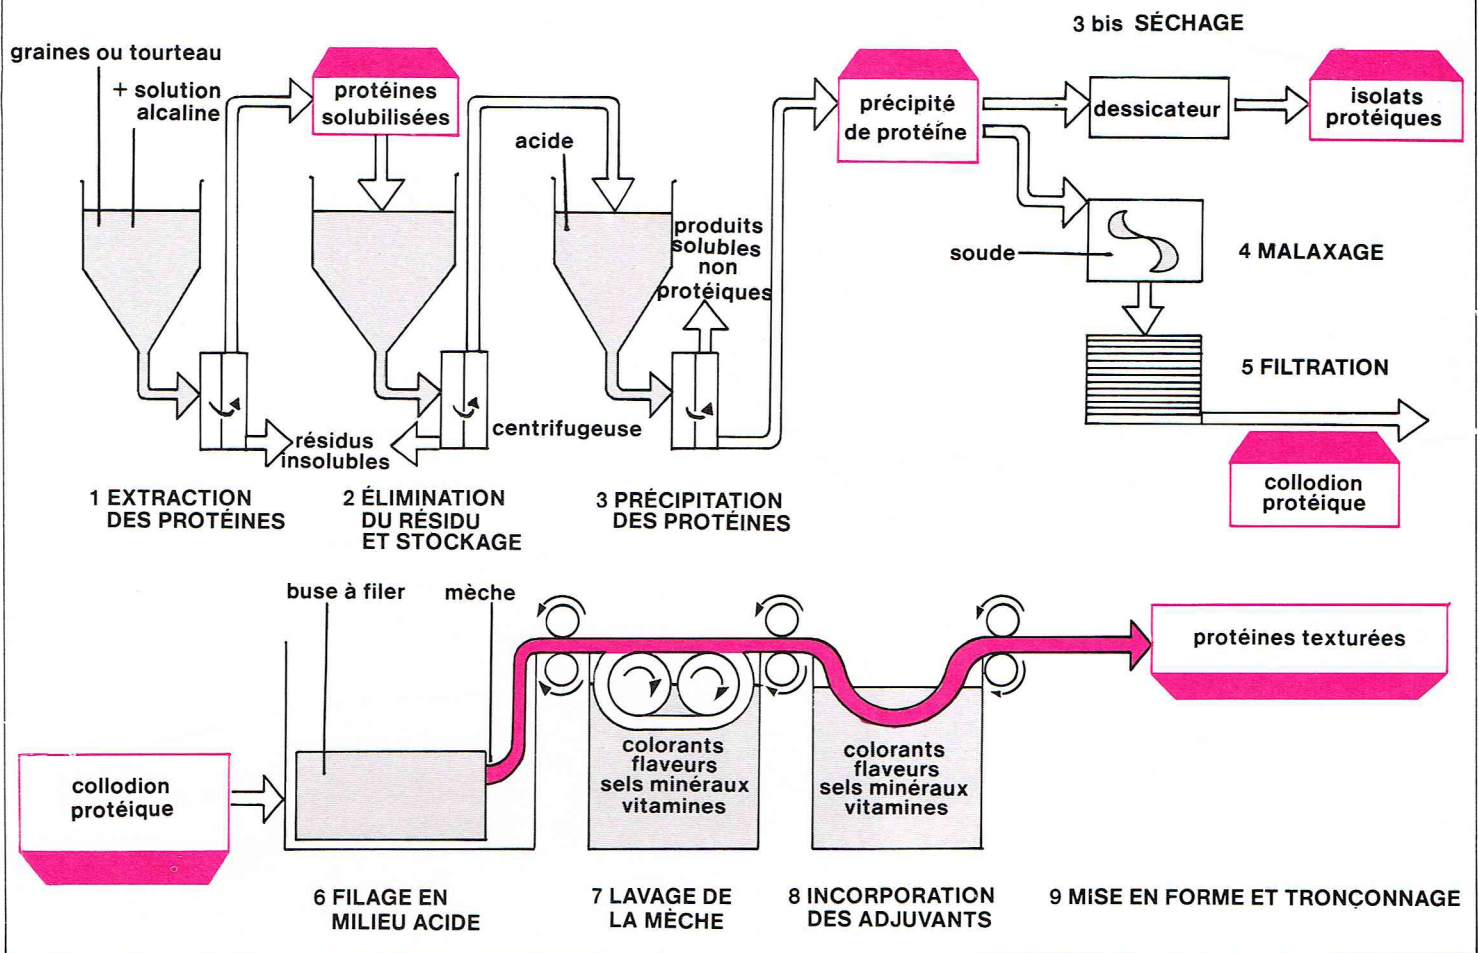 3 bis SÉCHAGE
graines ou tourteau
+ solution
alcaline
protéines
solubilisées
acide
produits
solubles
non
protéiques
précipité
de protéine
dessicateur
isolats
protéiques
soude
4 MALAXAGE
5 FILTRATION
résidus
insolubles
centrifugeuse
collodion
protéique
1 EXTRACTION
DES PROTÉINES
2 ÉLIMINATION
DU RÉSIDU
ET STOCKAGE
3 PRÉCIPITATION
DES PROTÉINES
buse à filer
mèche
protéines texturées
collodion
protéique
colorants
flaveurs
sels minéraux
vitamines
colorants
flaveurs
sels minéraux
vitamines
6 FILAGE EN
MILIEU ACIDE
7 LAVAGE DE
LA MÈCHE
8 INCORPORATION
DES ADJUVANTS
9 MISE EN FORME ET TRONÇONNAGE